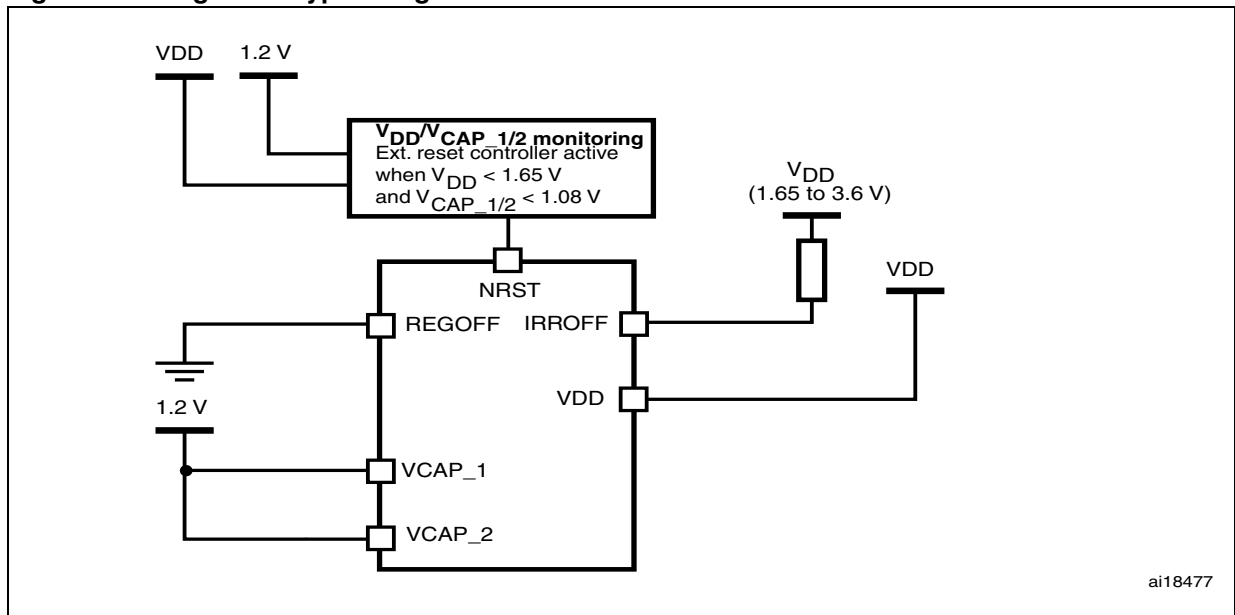 VDD 1.2 V
VDD/VCAP_1/2 monitoring
Ext. reset controller active
when VDD < 1.65 V
and VCAP_1/2 < 1.08 V
VDD
(1.65 to 3.6 V)
VDD
NRST
REGOFF IRROFF
VDD
1.2 V
VCAP_1
VCAP_2
ai18477